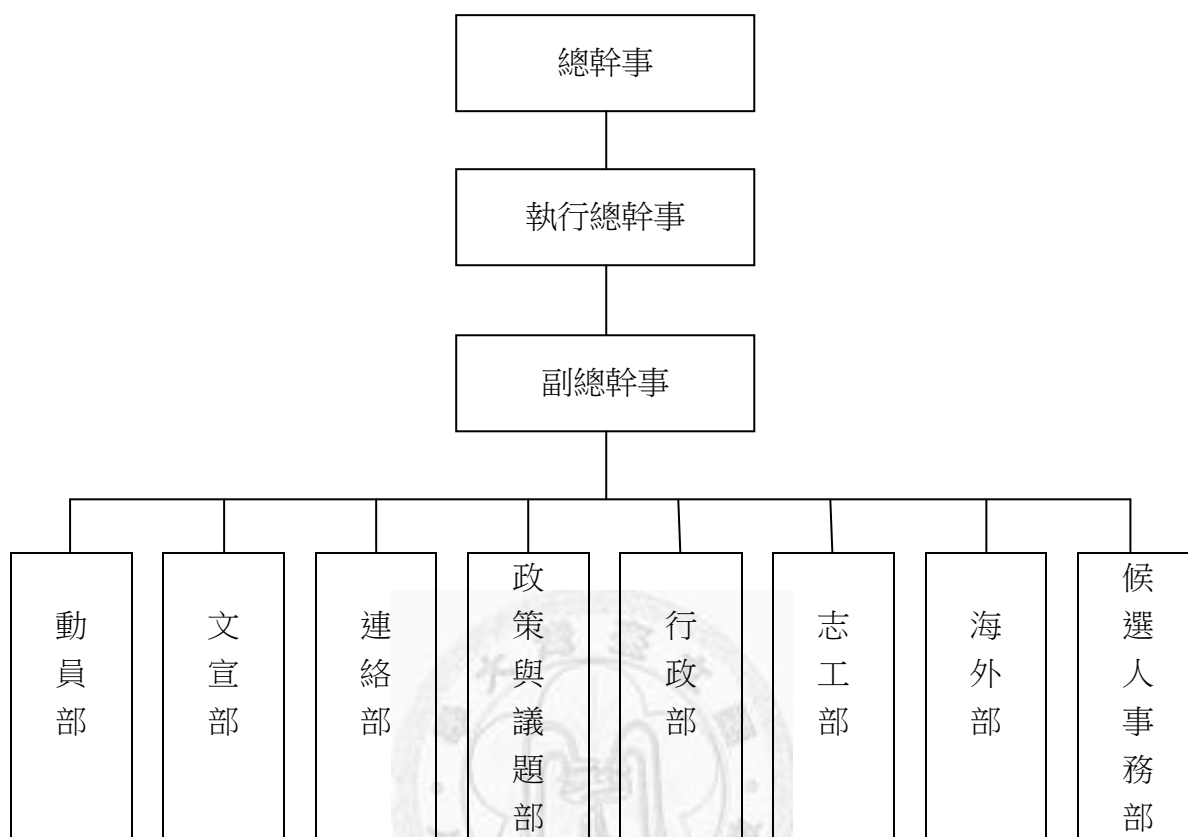 總幹事
執行總幹事
副總幹事
動員部
文宣部
連絡部
政策與議題部
行政部
志工部
海外部
候選人事務部